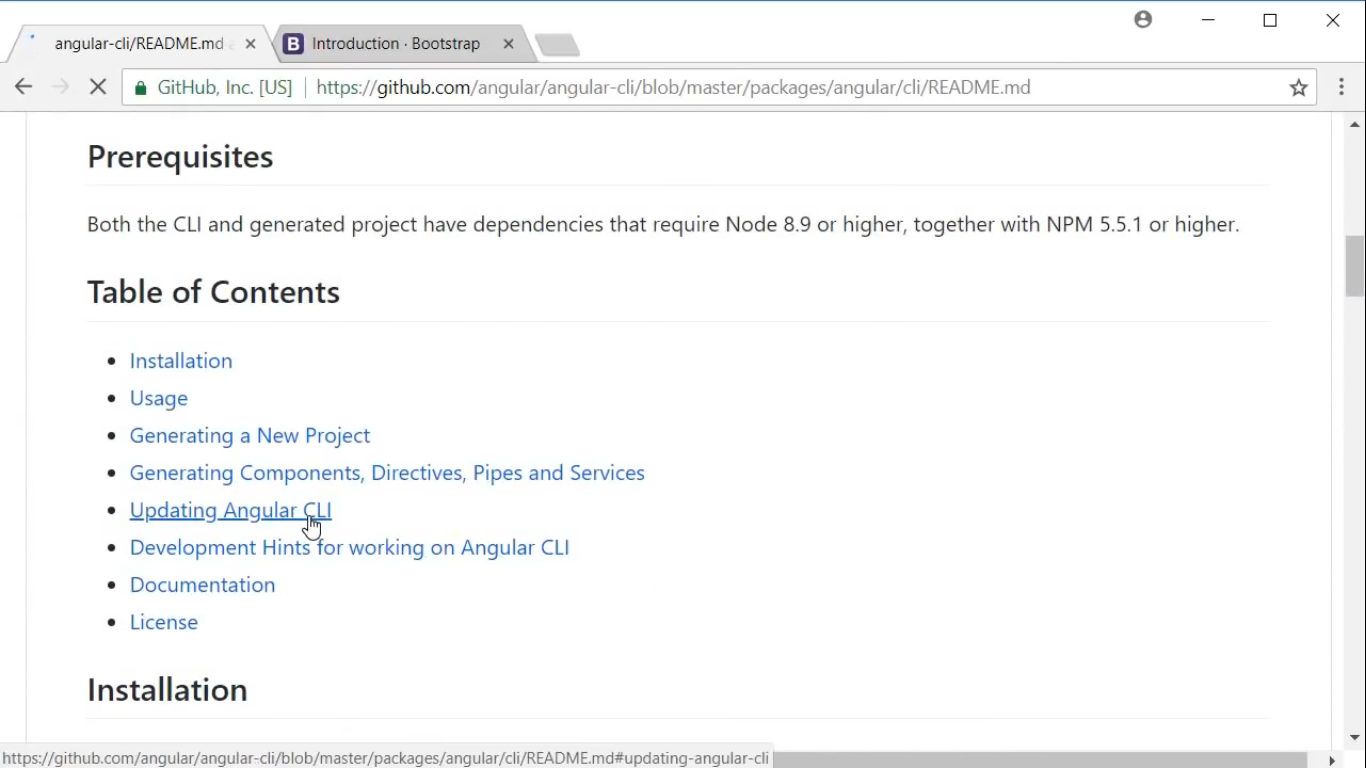 angular-cli/README.md
Introduction · Bootstrap
GitHub, Inc. [US]
https://github.com/angular/angular-cli/blob/master/packages/angular/cli/README.md
Prerequisites
Both the CLI and generated project have dependencies that require Node 8.9 or higher, together with NPM 5.5.1 or higher.
Table of Contents
Installation
Usage
Generating a New Project
Generating Components, Directives, Pipes and Services
Updating Angular CLI
Development Hints for working on Angular CLI
Documentation
License
Installation
https://github.com/angular/angular-cli/blob/master/packages/angular/cli/README.md#updating-angular-cli